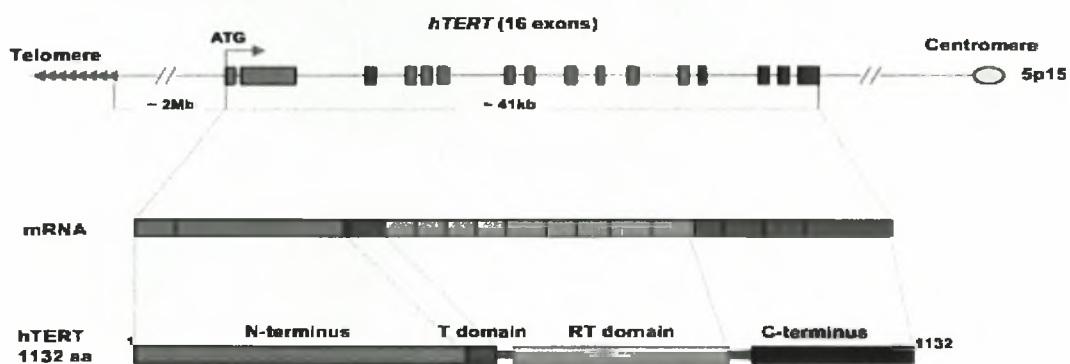 hTERT (16 exons)
ATG
Telomere
Centromere
5p15
~ 2Mb
~ 41kb
mRNA
N-terminus
T domain
RT domain
C-terminus
hTERT
1132 aa
1
1132